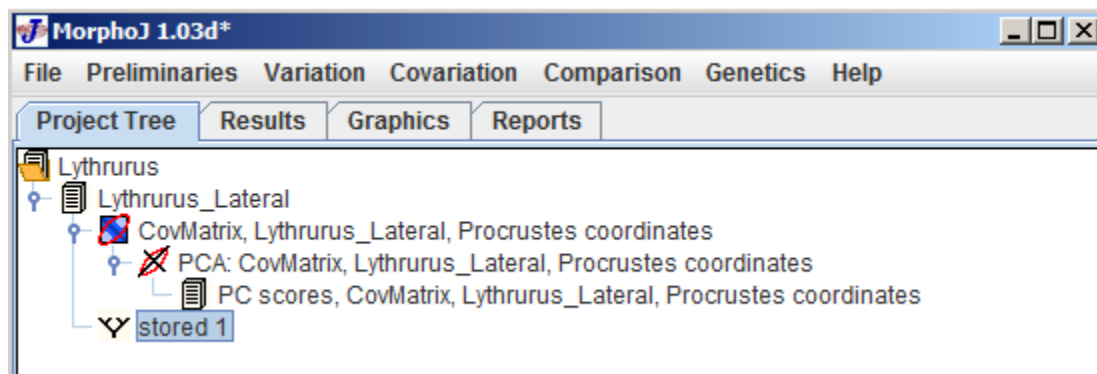 MorphoJ 1.03d*
File Preliminaries Variation Covariation Comparison Genetics Help
Project Tree Results Graphics Reports
Lythrurus
Lythrurus_Lateral
CovMatrix, Lythrurus_Lateral, Procrustes coordinates
PCA: CovMatrix, Lythrurus_Lateral, Procrustes coordinates
PC scores, CovMatrix, Lythrurus_Lateral, Procrustes coordinates
stored 1